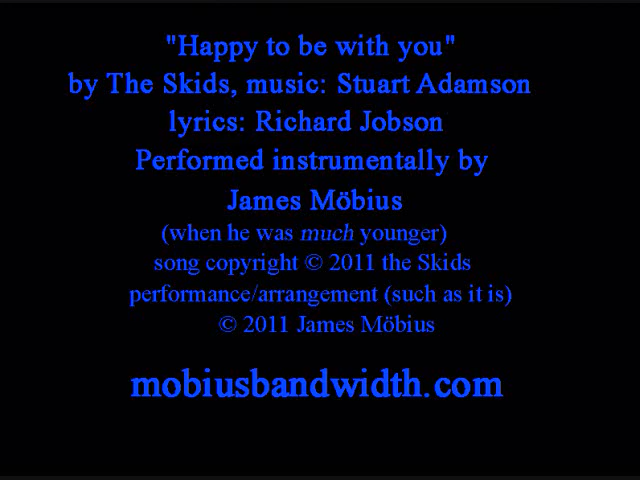 "Happy to be with you"
by The Skids, music: Stuart Adamson
lyrics: Richard Jobson
Performed instrumentally by
James Möbius
(when he was much younger)
song copyright © 2011 the Skids
performance/arrangement (such as it is)
© 2011 James Möbius
mobiusbandwidth.com